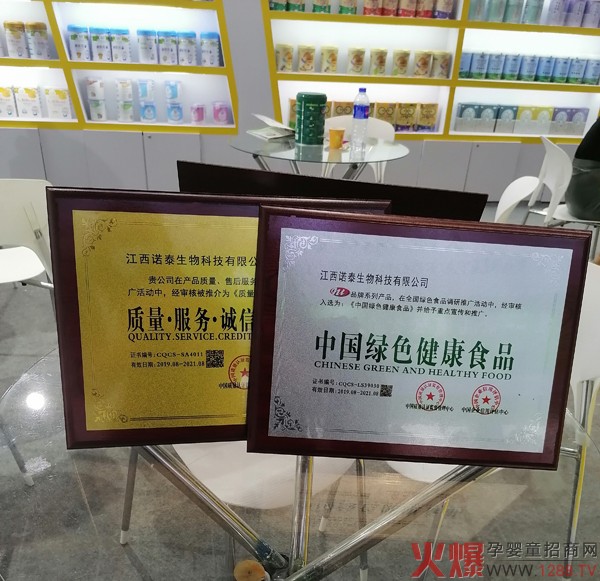 江西诺泰生物科技有限公
贵公司在产品质量、售后服
广活动中，经审核被推介为《质量
质量·服务·诚信
QUALITY.SERVICE.CREDIT
证书编号：CQCS-SA4011
有效日期：2019.08-2021.08
江西诺泰生物科技有限公司
品牌系列产品，在全国绿色食品调研推广活动中，经审核
入选为：《中国绿色健康食品》并给予重点宣传和推广。
中国绿色健康食品
CHINESE GREEN AND HEALTHY FOOD
证书编号：
有效日期：2019.08-2021.08
火爆孕婴童招商网
www.1288.TV